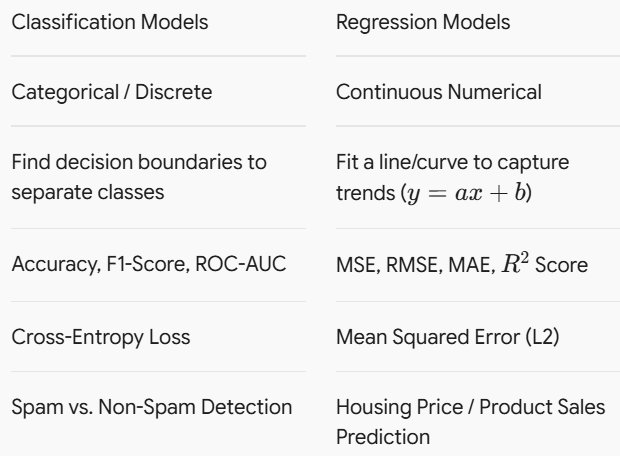 Classification Models
Regression Models
Categorical / Discrete
Continuous Numerical
Find decision boundaries to
separate classes
Fit a line/curve to capture
trends (y = ax + b)
Accuracy, F1-Score, ROC-AUC
MSE, RMSE, MAE, R² Score
Cross-Entropy Loss
Mean Squared Error (L2)
Spam vs. Non-Spam Detection
Housing Price / Product Sales
Prediction